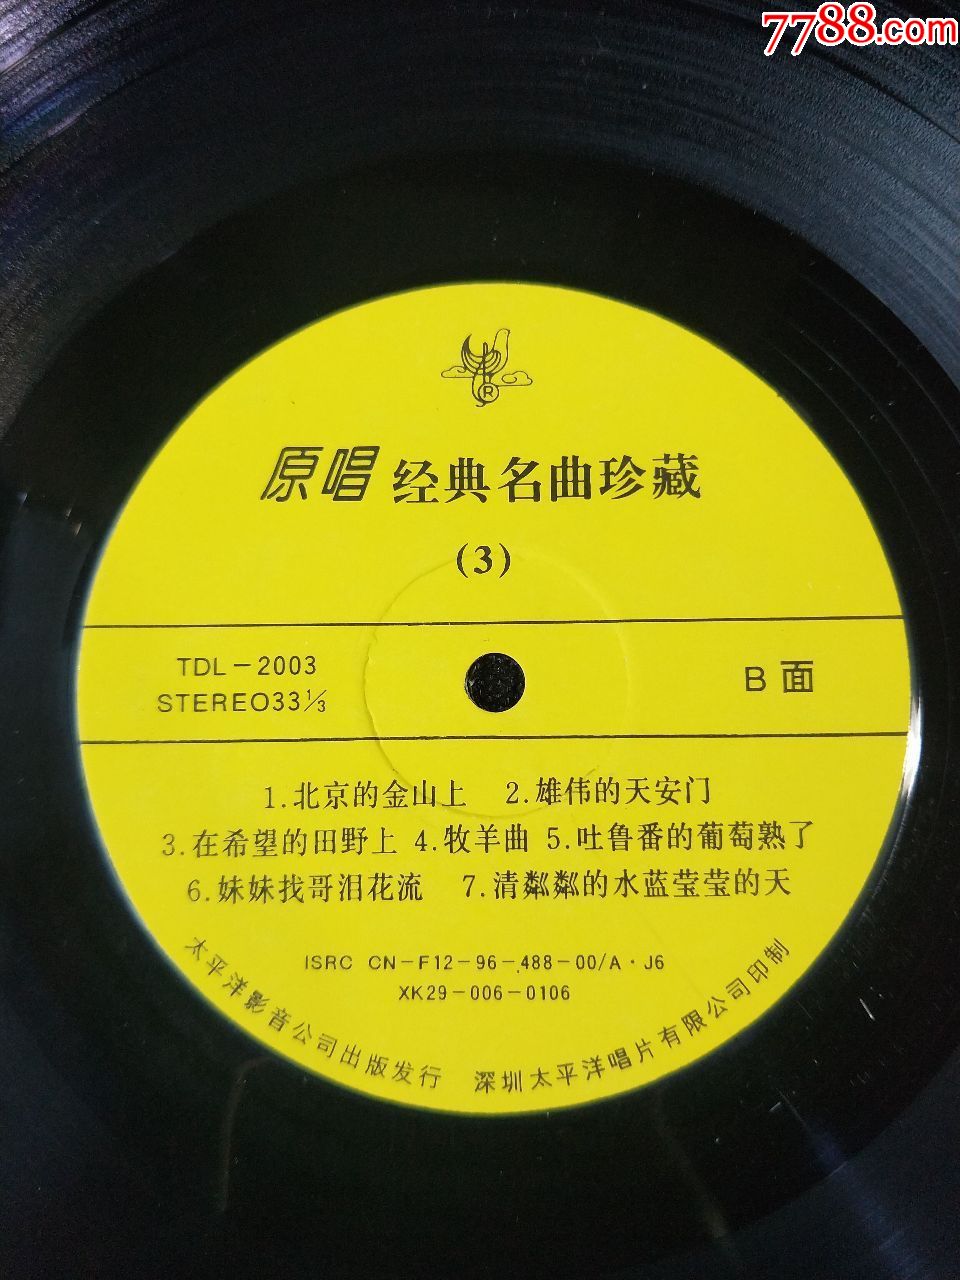 7788.com
R
原唱 经典名曲珍藏
(3)
TDL-2003
STEREO33⅓
B面
1.北京的金山上 2.雄伟的天安门
3.在希望的田野上 4.牧羊曲 5.吐鲁番的葡萄熟了
6.妹妹找哥泪花流 7.清粼粼的水蓝莹莹的天
ISRC CN-F12-96-488-00/A·J6
XK29-006-0106
太平洋影音公司出版发行 深圳太平洋唱片有限公司印制